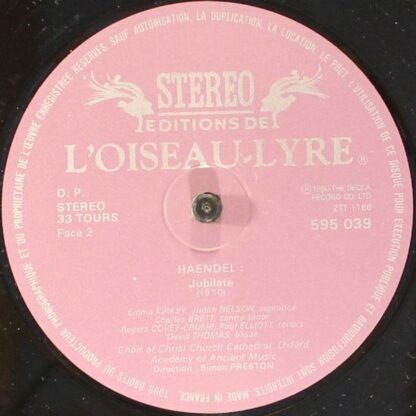 TOUS DROITS DU PRODUCTEUR PHONOGRAPHIQUE ET DU PROPRIETAIRE DE L'ŒUVRE ENREGISTREE RESERVES. SAUF AUTORISATION, LA DUPLICATION, LA LOCATION, LE PRET, L'UTILISATION DE CE DISQUE POUR EXECUTION PUBLIQUE ET RADIODIFFUSION SONT INTERDITS. MADE IN FRANCE.
STEREO
EDITIONS DE
L'OISEAU-LYRE ®
D. P.
STEREO
33 TOURS
Face 2
℗ 1980 THE DECCA
RECORD CO. LTD
ZTT 1188
595 039
HAENDEL :
Jubilate
Emma KIRKBY, Judith NELSON, sopranos
Charles BRETT, contre-ténor
Rogers COVEY-CRUMP, Paul ELLIOTT, ténors
David THOMAS, basse
Choir of Christ Church Cathedral, Oxford
Academy of Ancient Music
Direction : Simon PRESTON